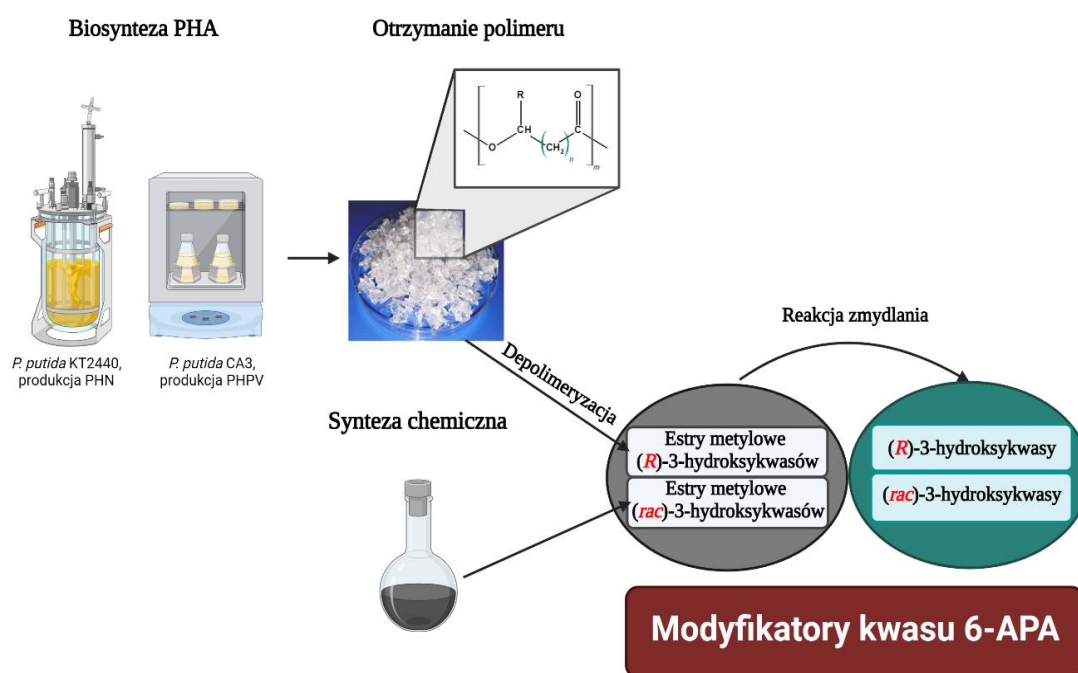 Biosynteza PHA
Otrzymanie polimeru
R
O
CH
C
O
(CH2)n
m
P. putida KT2440,
produkcja PHN
P. putida CA3,
produkcja PHPV
Depolimeryzacja
Reakcja zmydlania
Synteza chemiczna
Estry metylowe
(R)-3-hydroksykwasów
Estry metylowe
(rac)-3-hydroksykwasów
(R)-3-hydroksykwasy
(rac)-3-hydroksykwasy
Modyfikatory kwasu 6-APA